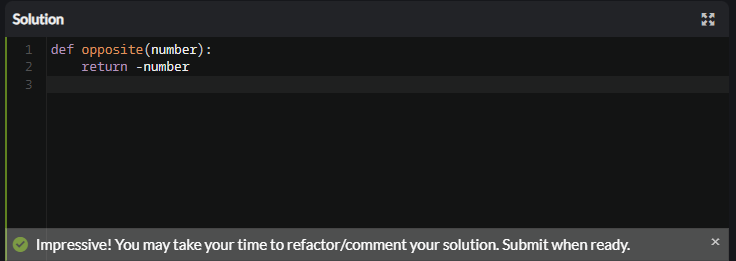 Solution
1 def opposite(number):
2     return -number
3
Impressive! You may take your time to refactor/comment your solution. Submit when ready. ×